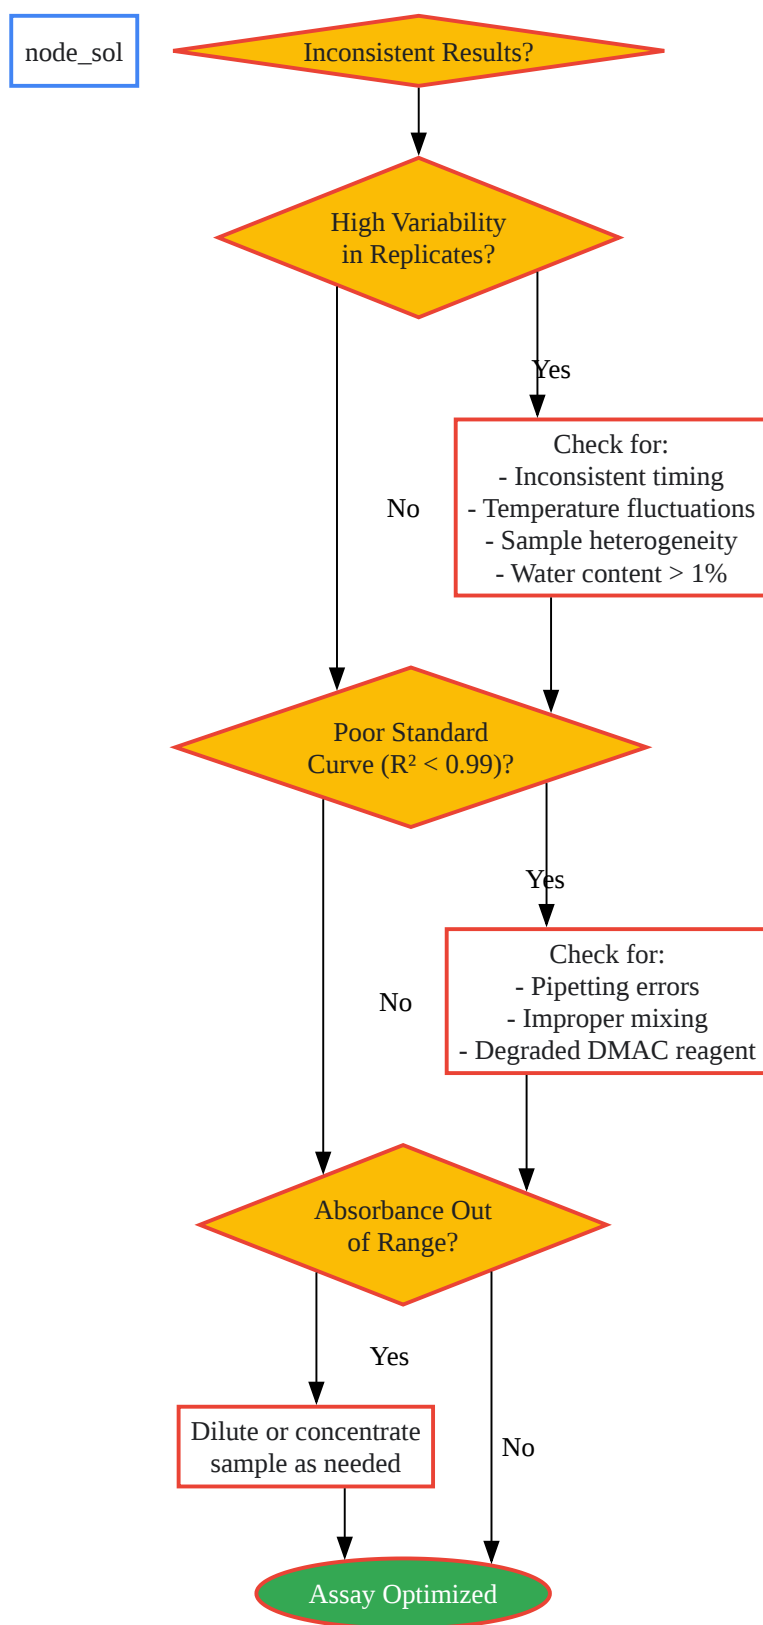 node_sol
Inconsistent Results?
High Variability
in Replicates?
Yes
Check for:
- Inconsistent timing
- Temperature fluctuations
- Sample heterogeneity
- Water content > 1%
No
Poor Standard
Curve (R² < 0.99)?
Yes
Check for:
- Pipetting errors
- Improper mixing
- Degraded DMAC reagent
No
Absorbance Out
of Range?
Yes
Dilute or concentrate
sample as needed
No
Assay Optimized